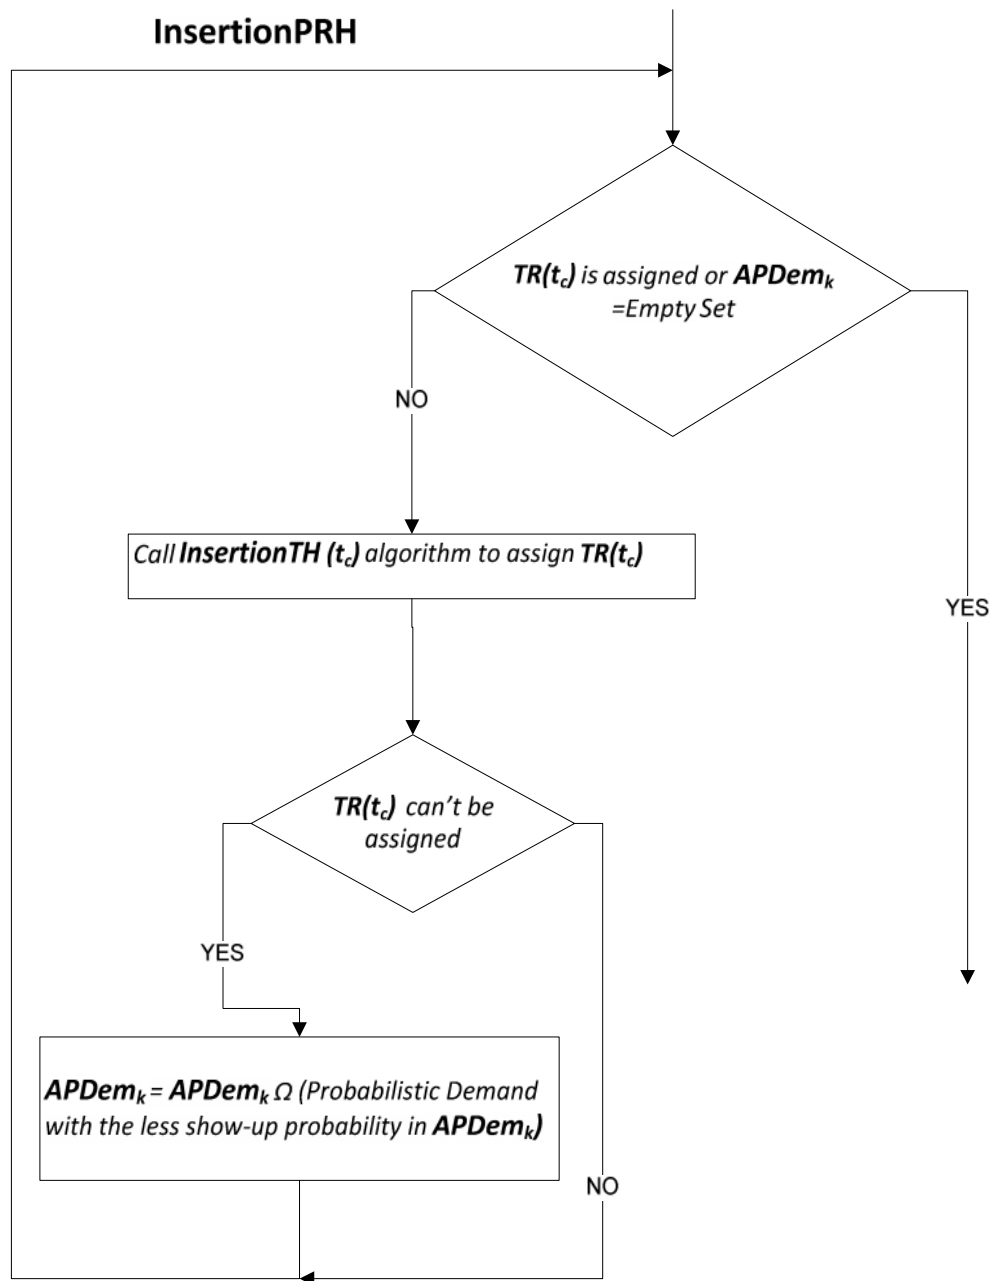 InsertionPRH
TR(tc) is assigned or APDemk
=Empty Set
NO
Call InsertionTH (tc) algorithm to assign TR(tc)
YES
TR(tc) can't be
assigned
YES
APDemk = APDemk Ω (Probabilistic Demand
with the less show-up probability in APDemk)
NO